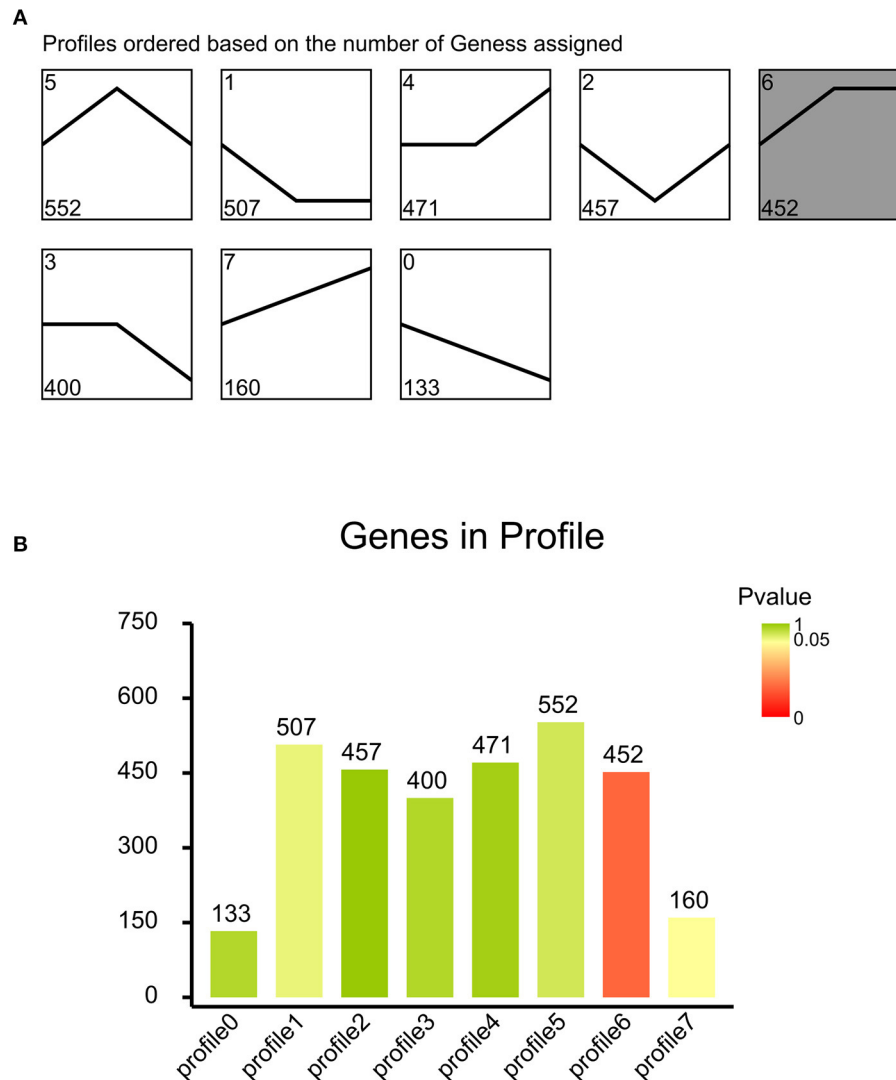 A
Profiles ordered based on the number of Geness assigned
5
1
4
2
6
552
507
471
457
452
3
7
0
400
160
133
B
Genes in Profile
Pvalue
1
0.05
0
750
600
450
300
150
0
133
507
457
400
471
552
452
160
profile0
profile1
profile2
profile3
profile4
profile5
profile6
profile7